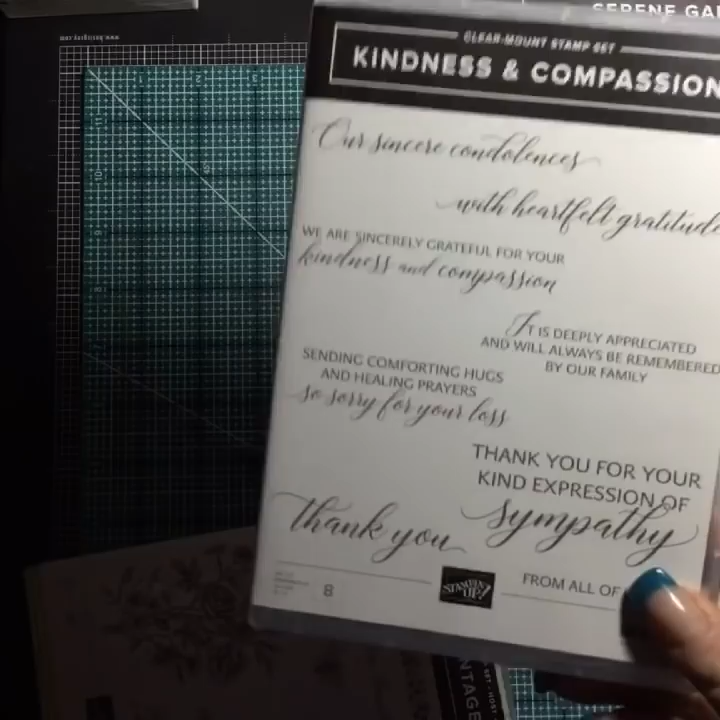 SERENE GA
CLEAR-MOUNT STAMP SET
KINDNESS & COMPASSION
Our sincere condolences
with heartfelt gratitude
WE ARE SINCERELY GRATEFUL FOR YOUR
kindness and compassion
IT IS DEEPLY APPRECIATED
AND WILL ALWAYS BE REMEMBERED
BY OUR FAMILY
SENDING COMFORTING HUGS
AND HEALING PRAYERS
so sorry for your loss
THANK YOU FOR YOUR
KIND EXPRESSION OF
sympathy
thank you
FROM ALL OF
8
STAMPIN' UP!
NTAGE